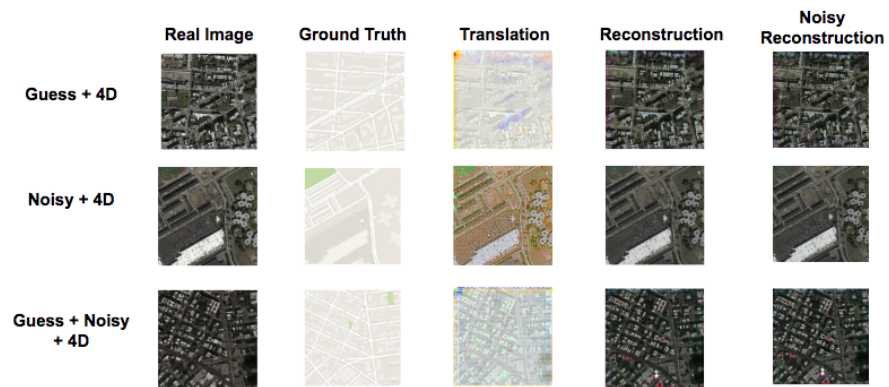 Real Image
Ground Truth
Translation
Reconstruction
Noisy
Reconstruction
Guess + 4D
Noisy + 4D
Guess + Noisy
+ 4D